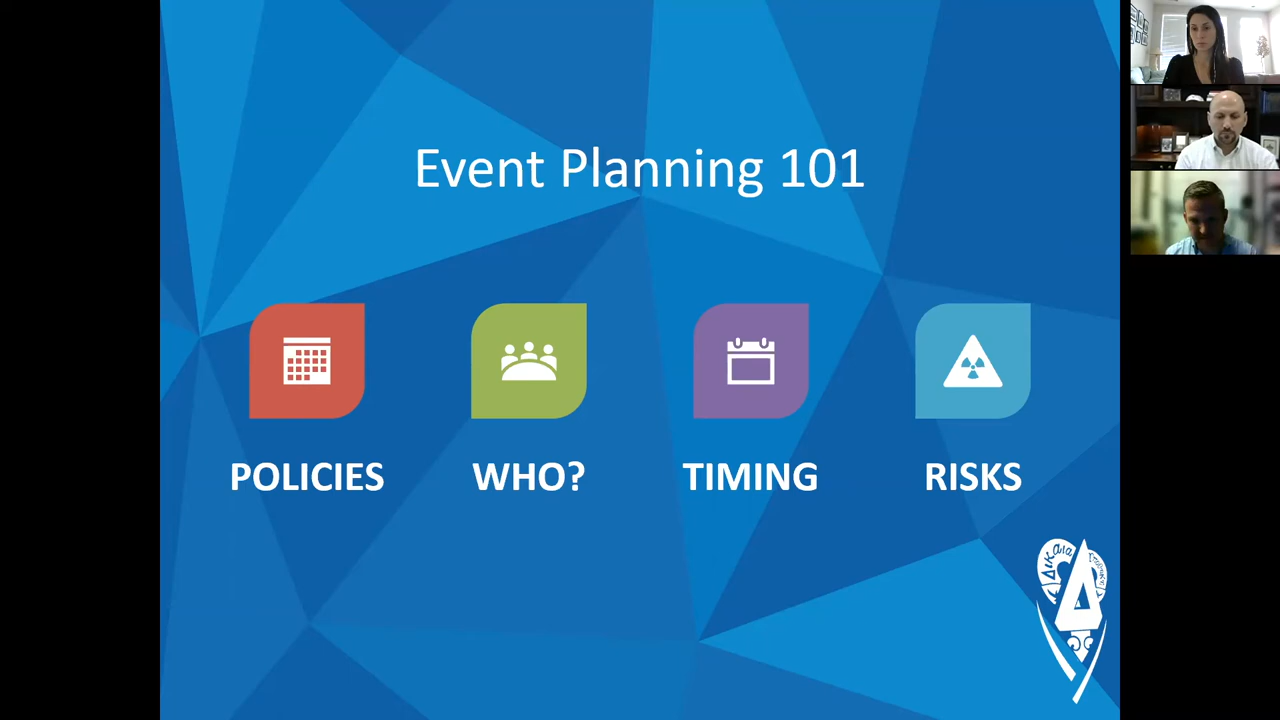 Event Planning 101
POLICIES
WHO?
TIMING
RISKS
Δ